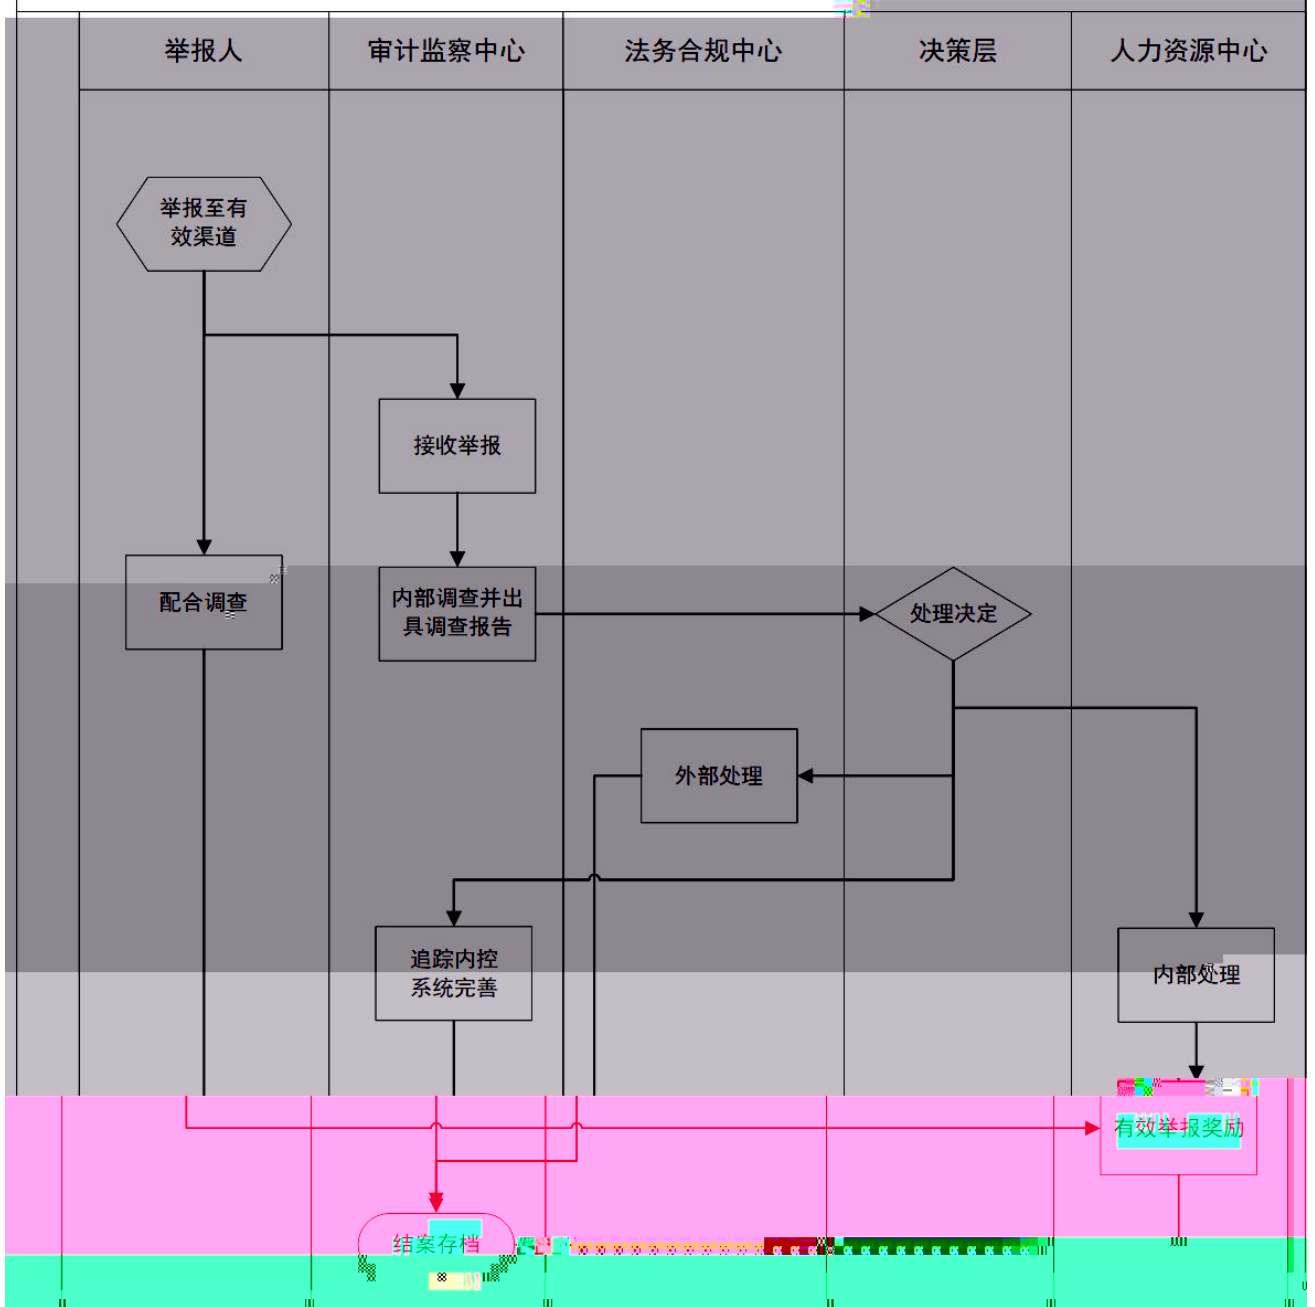 举报人
审计监察中心
法务合规中心
决策层
人力资源中心
举报至有
效渠道
接收举报
配合调查
内部调查并出
具调查报告
处理决定
外部处理
追踪内控
系统完善
内部处理
有效举报奖励
结案存档